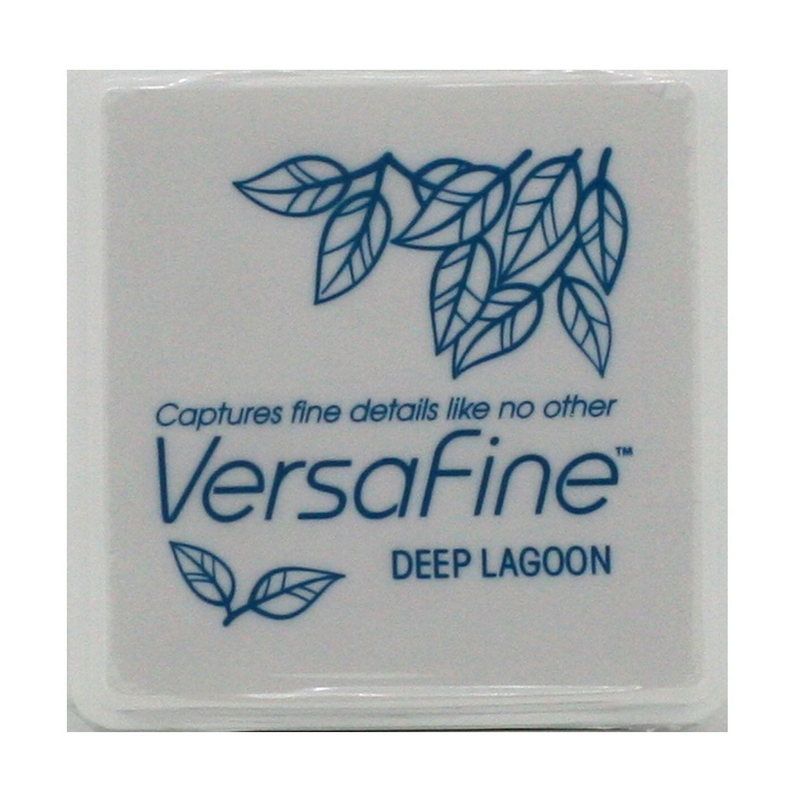 Captures fine details like no other
VersaFine™
DEEP LAGOON